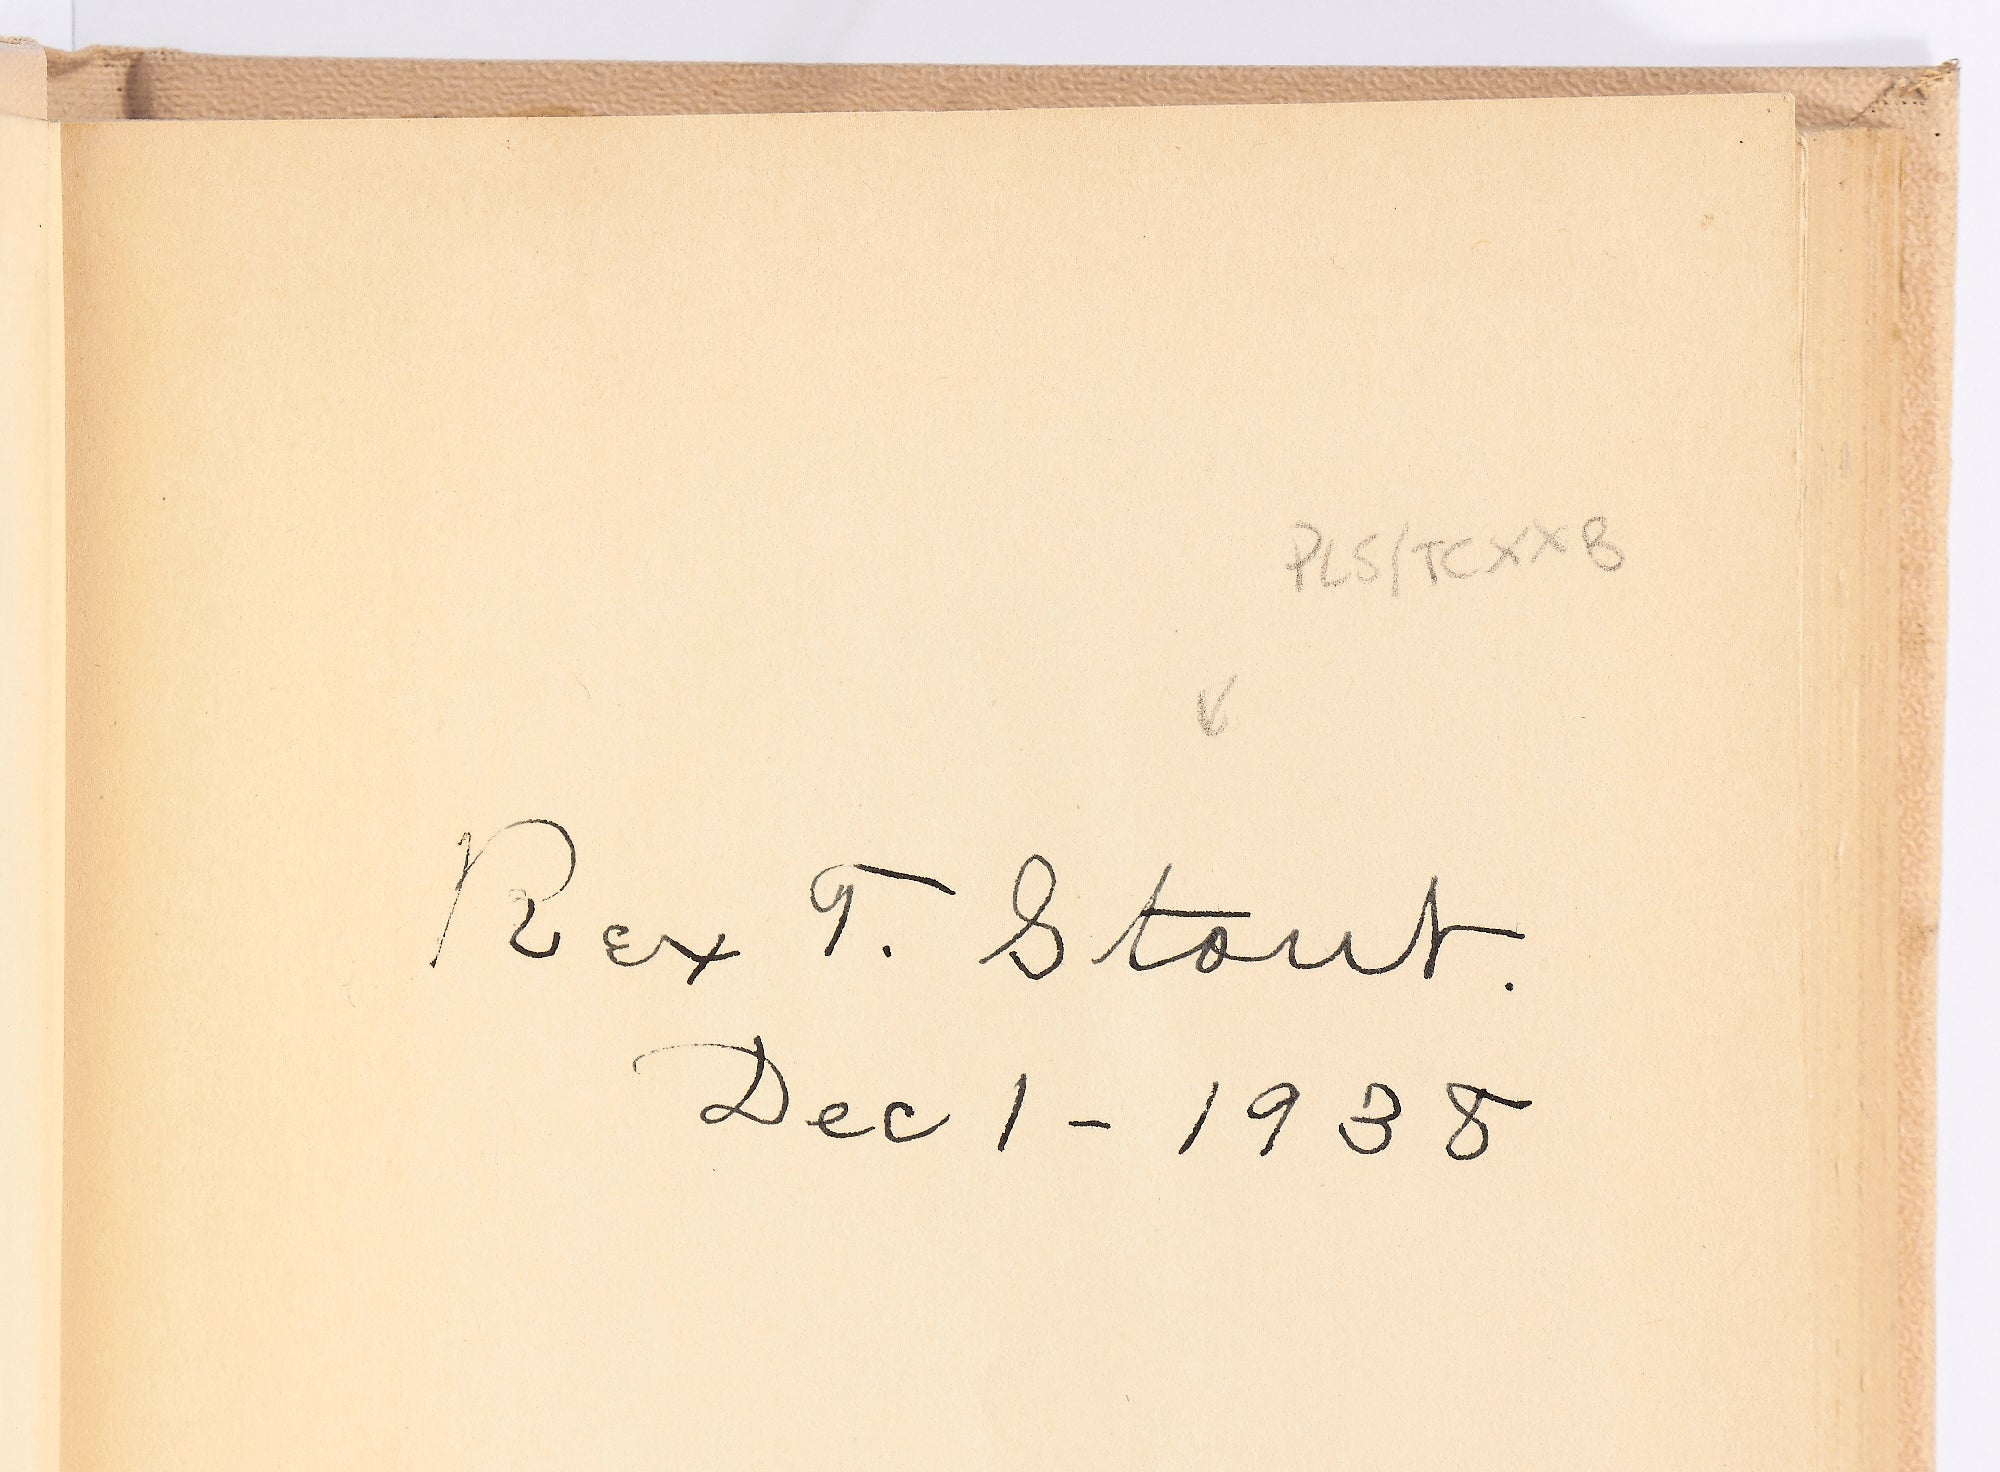 PLS/TCXXB
Rex T. Stout.
Dec 1 - 1938